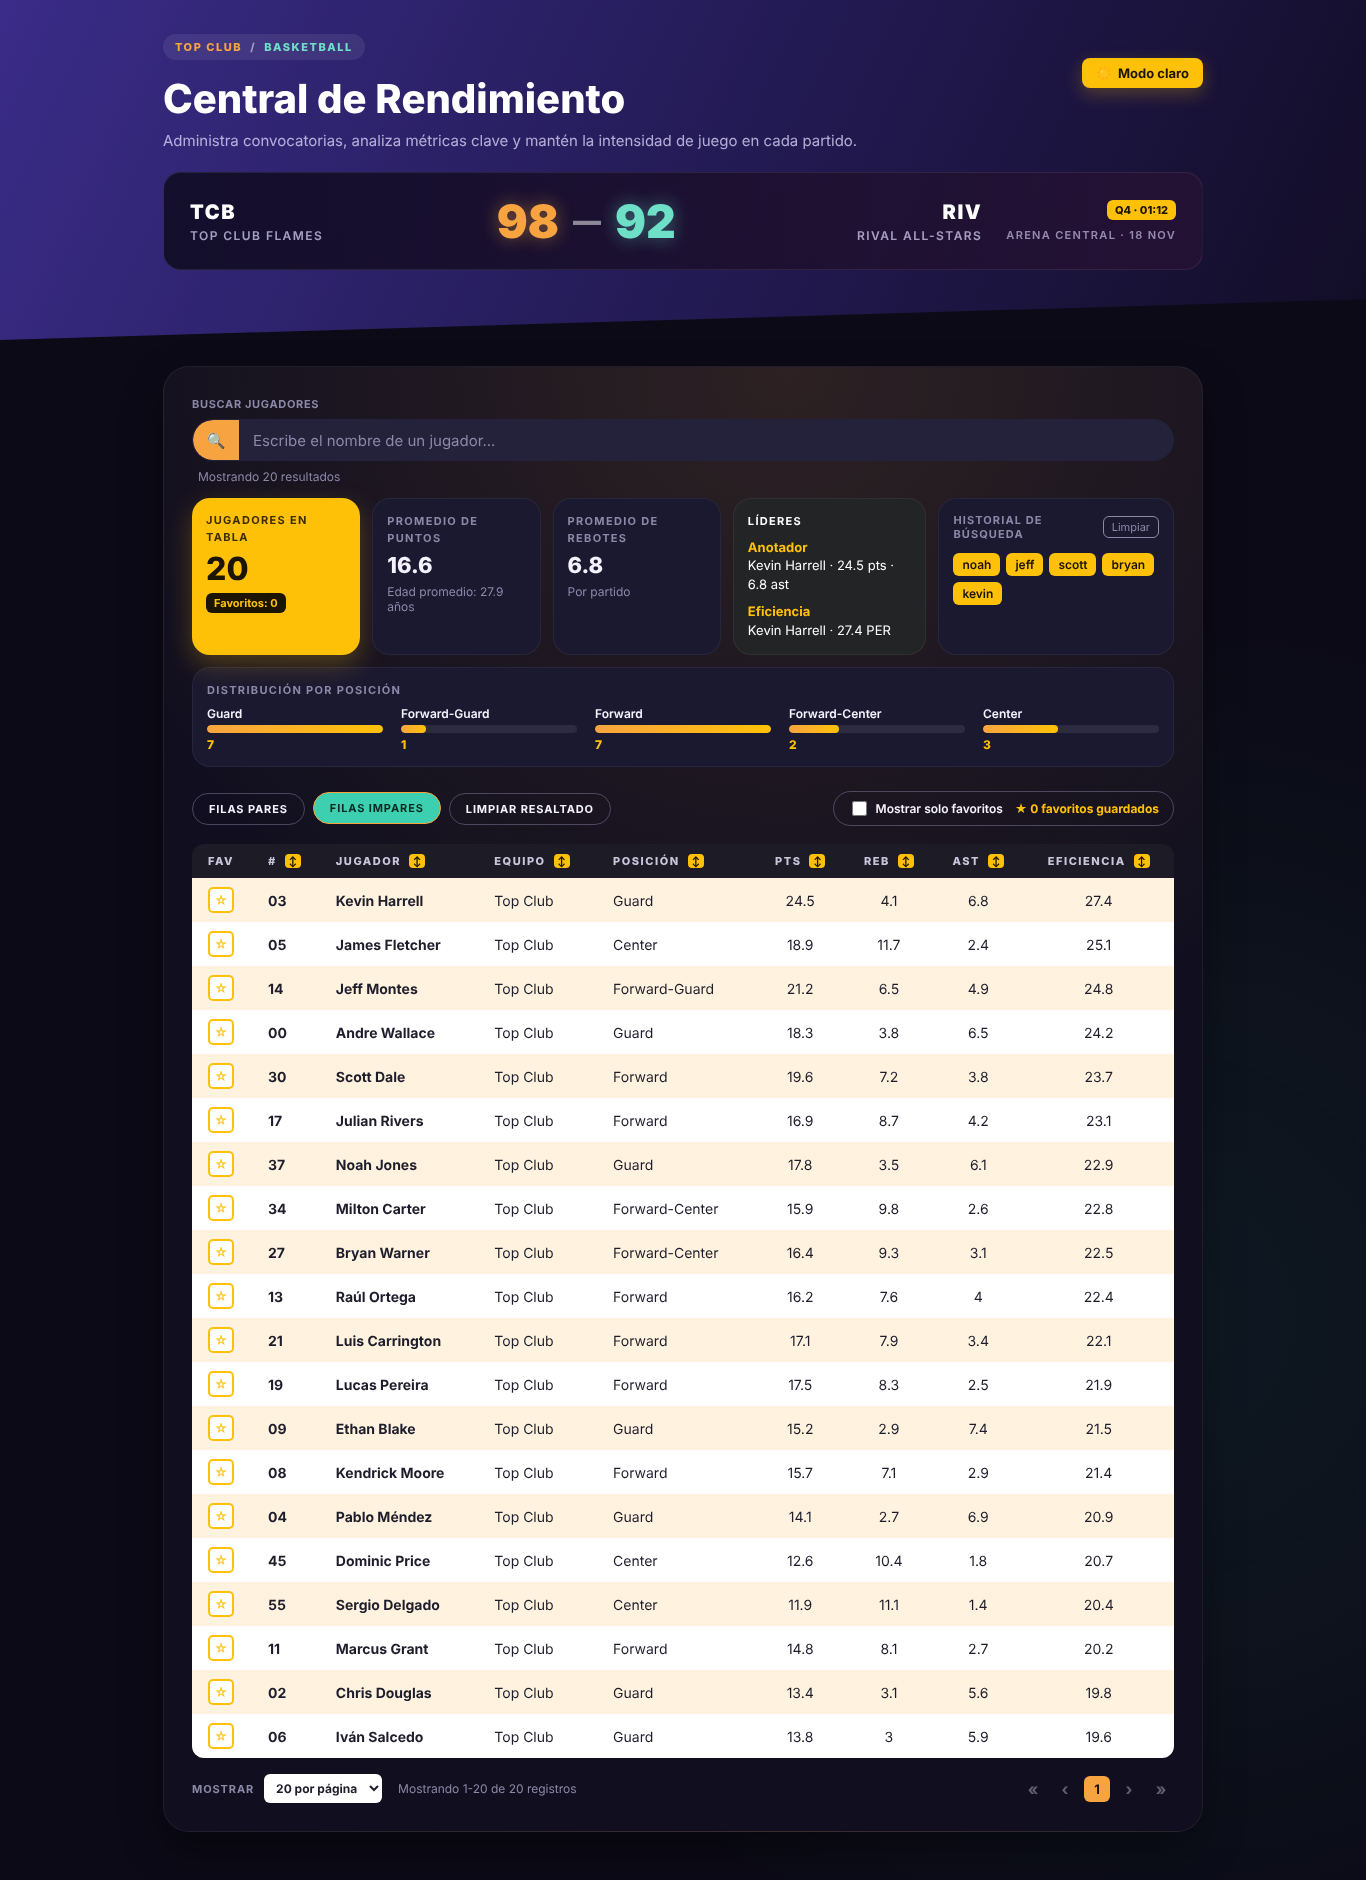 TOP CLUB / BASKETBALL
Modo claro
Central de Rendimiento
Administra convocatorias, analiza métricas clave y mantén la intensidad de juego en cada partido.
TCB
TOP CLUB FLAMES
98 — 92
RIV
RIVAL ALL-STARS
Q4 · 01:12
ARENA CENTRAL · 18 NOV
BUSCAR JUGADORES
Escribe el nombre de un jugador...
Mostrando 20 resultados
JUGADORES EN
TABLA
20
Favoritos: 0
PROMEDIO DE
PUNTOS
16.6
Edad promedio: 27.9
años
PROMEDIO DE
REBOTES
6.8
Por partido
LÍDERES
Anotador
Kevin Harrell · 24.5 pts ·
6.8 ast
Eficiencia
Kevin Harrell · 27.4 PER
HISTORIAL DE
BÚSQUEDA
Limpiar
noah jeff scott bryan
kevin
DISTRIBUCIÓN POR POSICIÓN
Guard Forward-Guard Forward Forward-Center Center
7 1 7 2 3
FILAS PARES FILAS IMPARES LIMPIAR RESALTADO Mostrar solo favoritos ★ 0 favoritos guardados
FAV # ↕ JUGADOR ↕ EQUIPO ↕ POSICIÓN ↕ PTS ↕ REB ↕ AST ↕ EFICIENCIA ↕
☆ 03 Kevin Harrell Top Club Guard 24.5 4.1 6.8 27.4
☆ 05 James Fletcher Top Club Center 18.9 11.7 2.4 25.1
☆ 14 Jeff Montes Top Club Forward-Guard 21.2 6.5 4.9 24.8
☆ 00 Andre Wallace Top Club Guard 18.3 3.8 6.5 24.2
☆ 30 Scott Dale Top Club Forward 19.6 7.2 3.8 23.7
☆ 17 Julian Rivers Top Club Forward 16.9 8.7 4.2 23.1
☆ 37 Noah Jones Top Club Guard 17.8 3.5 6.1 22.9
☆ 34 Milton Carter Top Club Forward-Center 15.9 9.8 2.6 22.8
☆ 27 Bryan Warner Top Club Forward-Center 16.4 9.3 3.1 22.5
☆ 13 Raúl Ortega Top Club Forward 16.2 7.6 4 22.4
☆ 21 Luis Carrington Top Club Forward 17.1 7.9 3.4 22.1
☆ 19 Lucas Pereira Top Club Forward 17.5 8.3 2.5 21.9
☆ 09 Ethan Blake Top Club Guard 15.2 2.9 7.4 21.5
☆ 08 Kendrick Moore Top Club Forward 15.7 7.1 2.9 21.4
☆ 04 Pablo Méndez Top Club Guard 14.1 2.7 6.9 20.9
☆ 45 Dominic Price Top Club Center 12.6 10.4 1.8 20.7
☆ 55 Sergio Delgado Top Club Center 11.9 11.1 1.4 20.4
☆ 11 Marcus Grant Top Club Forward 14.8 8.1 2.7 20.2
☆ 02 Chris Douglas Top Club Guard 13.4 3.1 5.6 19.8
☆ 06 Iván Salcedo Top Club Guard 13.8 3 5.9 19.6
MOSTRAR 20 por página Mostrando 1-20 de 20 registros « ‹ 1 › »